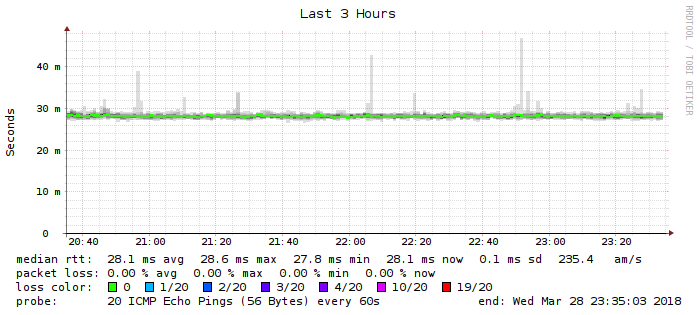 Last 3 Hours
RRDTOOL / TOBI OETIKER
Seconds
40 m
30 m
20 m
10 m
0
20:40 21:00 21:20 21:40 22:00 22:20 22:40 23:00 23:20
median rtt: 28.1 ms avg 28.6 ms max 27.8 ms min 28.1 ms now 0.1 ms sd 235.4 am/s
packet loss: 0.00 % avg 0.00 % max 0.00 % min 0.00 % now
loss color: 0 1/20 2/20 3/20 4/20 10/20 19/20
probe: 20 ICMP Echo Pings (56 Bytes) every 60s end: Wed Mar 28 23:35:03 2018